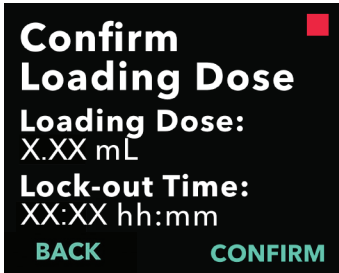 Confirm
Loading Dose
Loading Dose:
X.XX mL
Lock-out Time:
XX:XX hh:mm
BACK CONFIRM